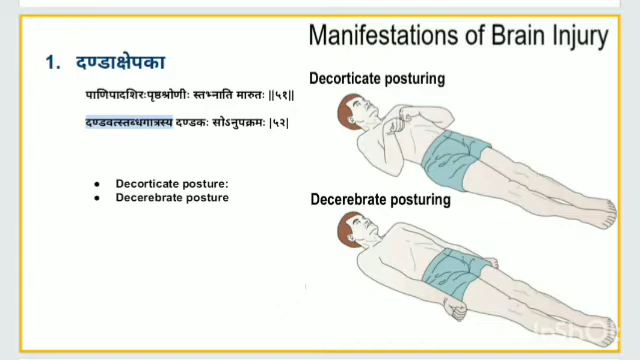 Manifestations of Brain Injury
1. दण्डाक्षेपका
पाणिपादशिरःपृष्ठश्रोणीः स्तभ्नाति मारुतः ||५१||
दण्डवत्स्तब्धगात्रस्य दण्डकः सोऽनुपक्रमः |५२|
● Decorticate posture:
● Decerebrate posture
Decorticate posturing
Decerebrate posturing
InShOt